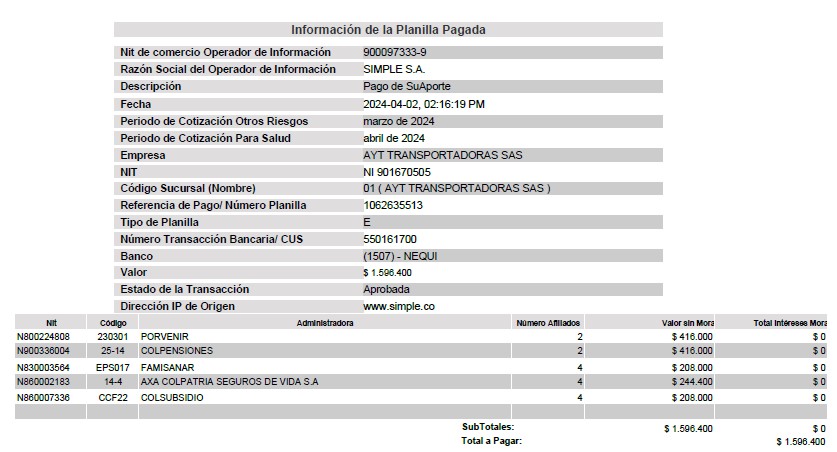 Información de la Planilla Pagada
Nit de comercio Operador de Información 900097333-9
Razón Social del Operador de Información SIMPLE S.A.
Descripción Pago de SuAporte
Fecha 2024-04-02, 02:16:19 PM
Periodo de Cotización Otros Riesgos marzo de 2024
Periodo de Cotización Para Salud abril de 2024
Empresa AYT TRANSPORTADORAS SAS
NIT NI 901670505
Código Sucursal (Nombre) 01 ( AYT TRANSPORTADORAS SAS )
Referencia de Pago/ Número Planilla 1062635513
Tipo de Planilla E
Número Transacción Bancaria/ CUS 550161700
Banco (1507) - NEQUI
Valor $ 1.596.400
Estado de la Transacción Aprobada
Dirección IP de Origen www.simple.co
Nit Código Administradora Número Afiliados Valor sin Mora Total Intéreses Mora
N800224808 230301 PORVENIR 2 $ 416.000 $ 0
N900336004 25-14 COLPENSIONES 2 $ 416.000 $ 0
N830003564 EPS017 FAMISANAR 4 $ 208.000 $ 0
N860002183 14-4 AXA COLPATRIA SEGUROS DE VIDA S.A 4 $ 244.400 $ 0
N860007336 CCF22 COLSUBSIDIO 4 $ 208.000 $ 0
SubTotales: $ 1.596.400 $ 0
Total a Pagar: $ 1.596.400